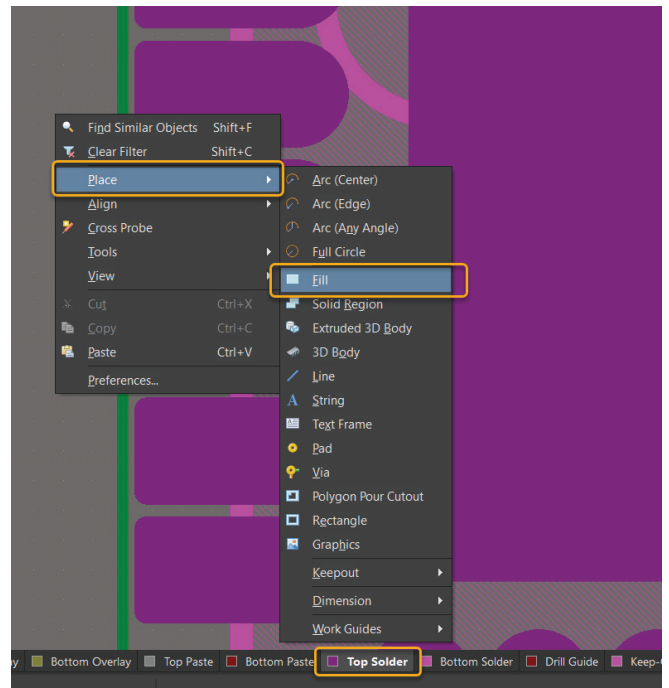 Find Similar Objects Shift+F
Clear Filter Shift+C
Place
Align
Cross Probe
Tools
View
Cut Ctrl+X
Copy Ctrl+C
Paste Ctrl+V
Preferences...
Arc (Center)
Arc (Edge)
Arc (Any Angle)
Full Circle
Fill
Solid Region
Extruded 3D Body
3D Body
Line
String
Text Frame
Pad
Via
Polygon Pour Cutout
Rectangle
Graphics
Keepout
Dimension
Work Guides
Bottom Overlay Top Paste Bottom Paste Top Solder Bottom Solder Drill Guide